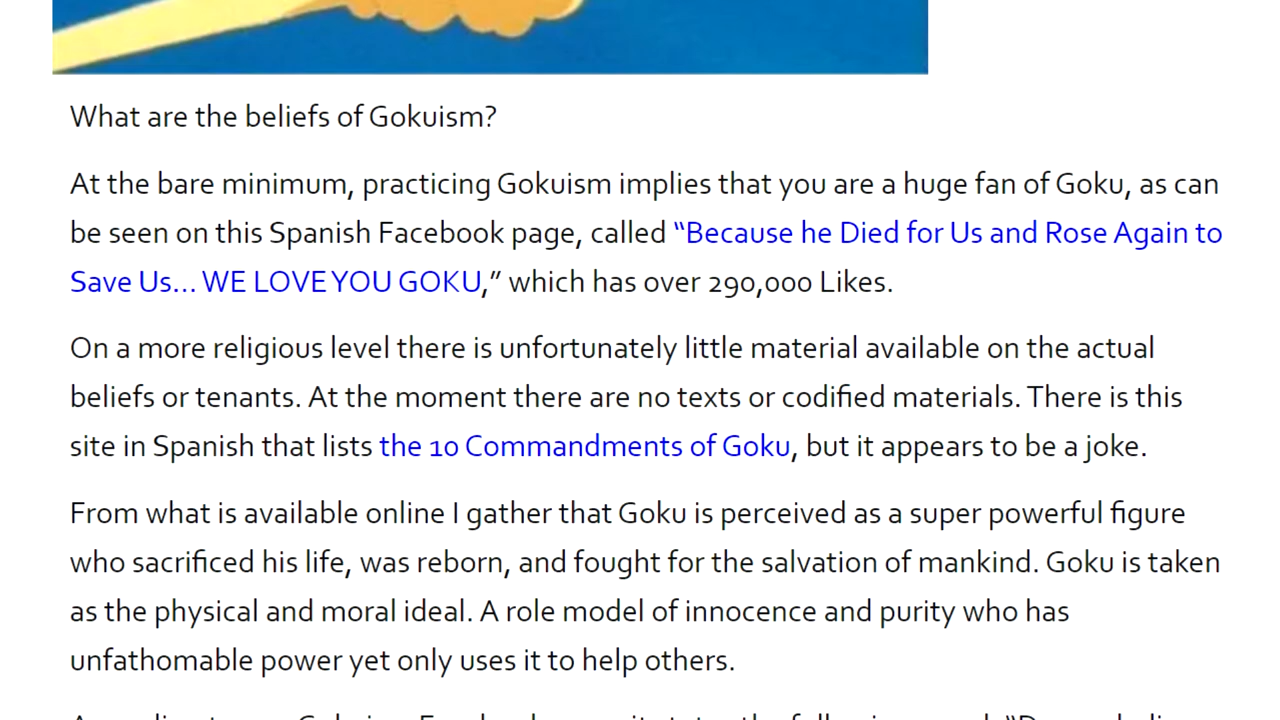 What are the beliefs of Gokuism?
At the bare minimum, practicing Gokuism implies that you are a huge fan of Goku, as can
be seen on this Spanish Facebook page, called “Because he Died for Us and Rose Again to
Save Us... WE LOVE YOU GOKU,” which has over 290,000 Likes.
On a more religious level there is unfortunately little material available on the actual
beliefs or tenants. At the moment there are no texts or codified materials. There is this
site in Spanish that lists the 10 Commandments of Goku, but it appears to be a joke.
From what is available online I gather that Goku is perceived as a super powerful figure
who sacrificed his life, was reborn, and fought for the salvation of mankind. Goku is taken
as the physical and moral ideal. A role model of innocence and purity who has
unfathomable power yet only uses it to help others.